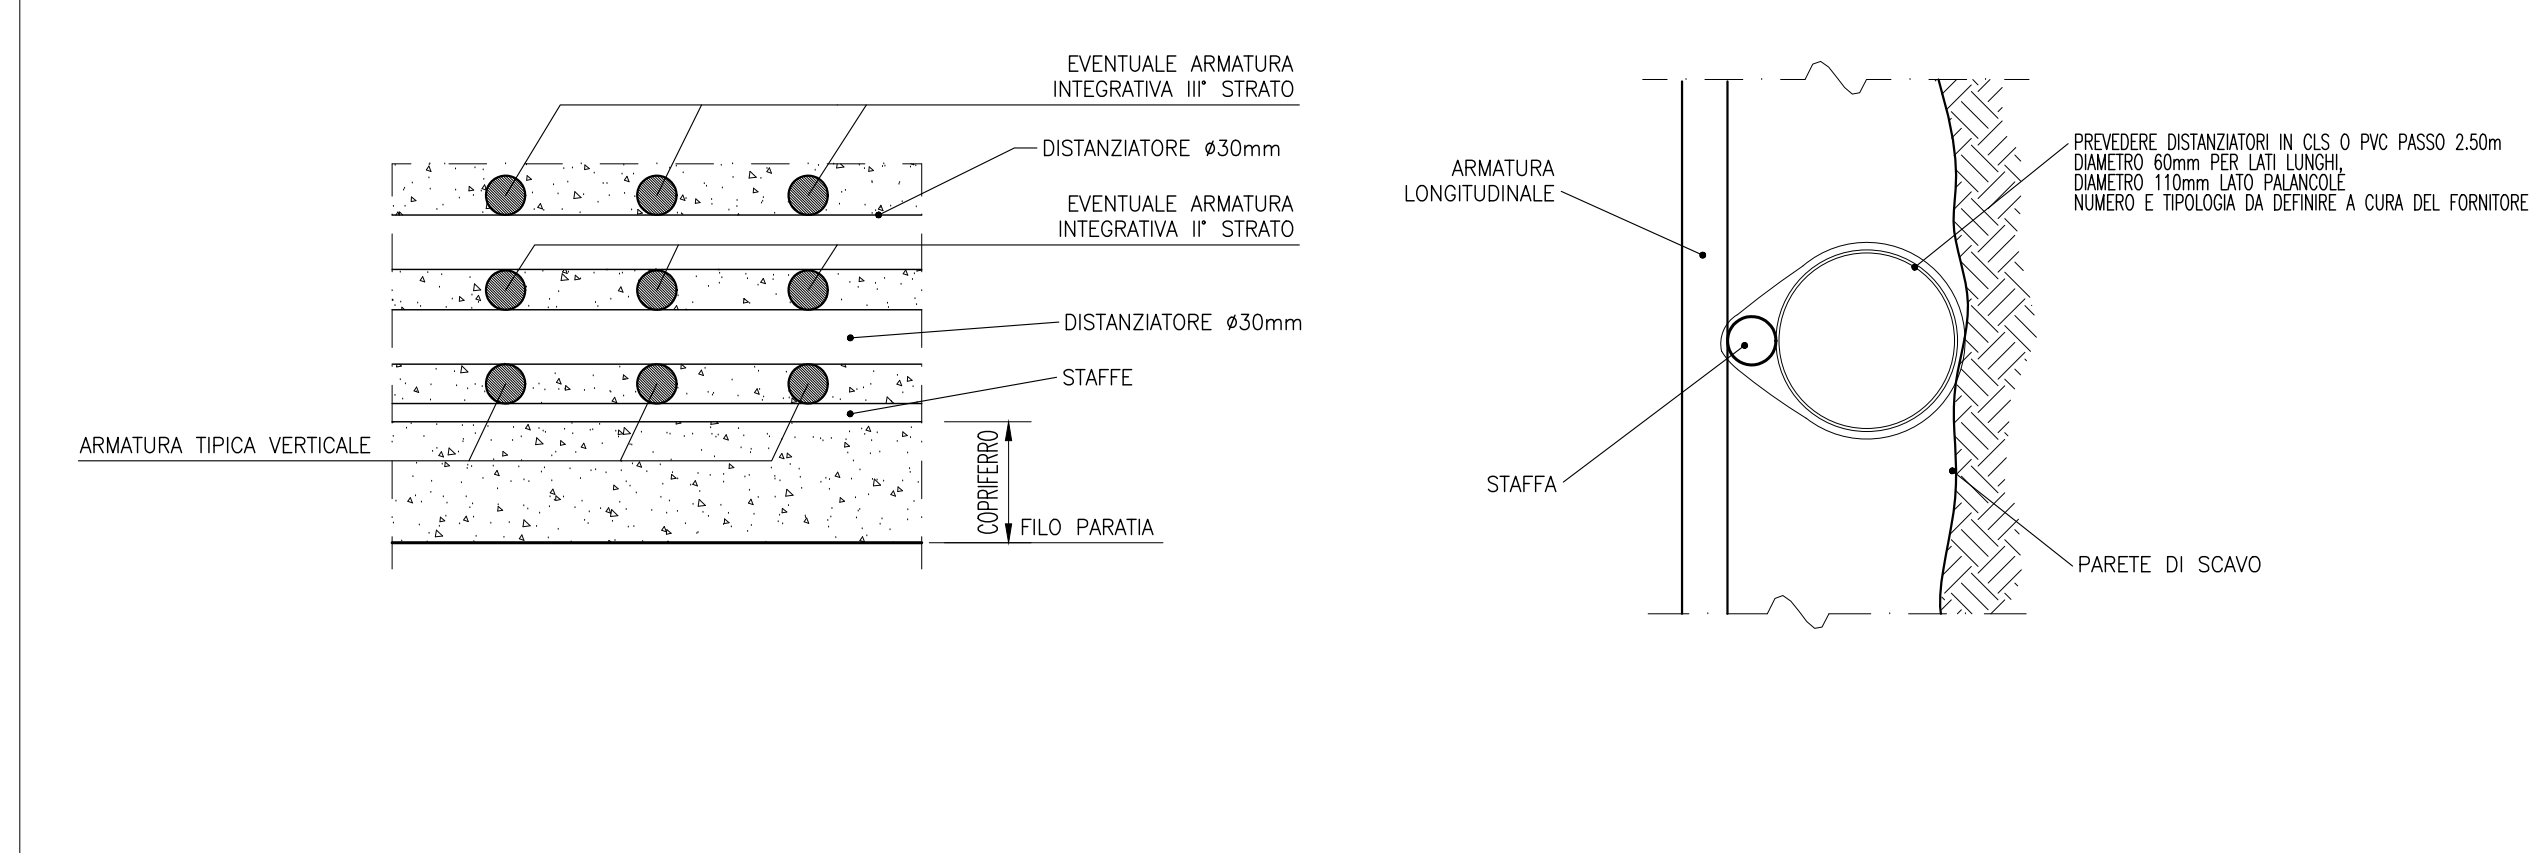 EVENTUALE ARMATURA
INTEGRATIVA III° STRATO
DISTANZIATORE ø30mm
EVENTUALE ARMATURA
INTEGRATIVA II° STRATO
DISTANZIATORE ø30mm
STAFFE
ARMATURA TIPICA VERTICALE
COPRIFERRO
FILO PARATIA
ARMATURA
LONGITUDINALE
PREVEDERE DISTANZIATORI IN CLS O PVC PASSO 2.50m
DIAMETRO 60mm PER LATI LUNGHI,
DIAMETRO 110mm LATO PALANCOLE
NUMERO E TIPOLOGIA DA DEFINIRE A CURA DEL FORNITORE
STAFFA
PARETE DI SCAVO